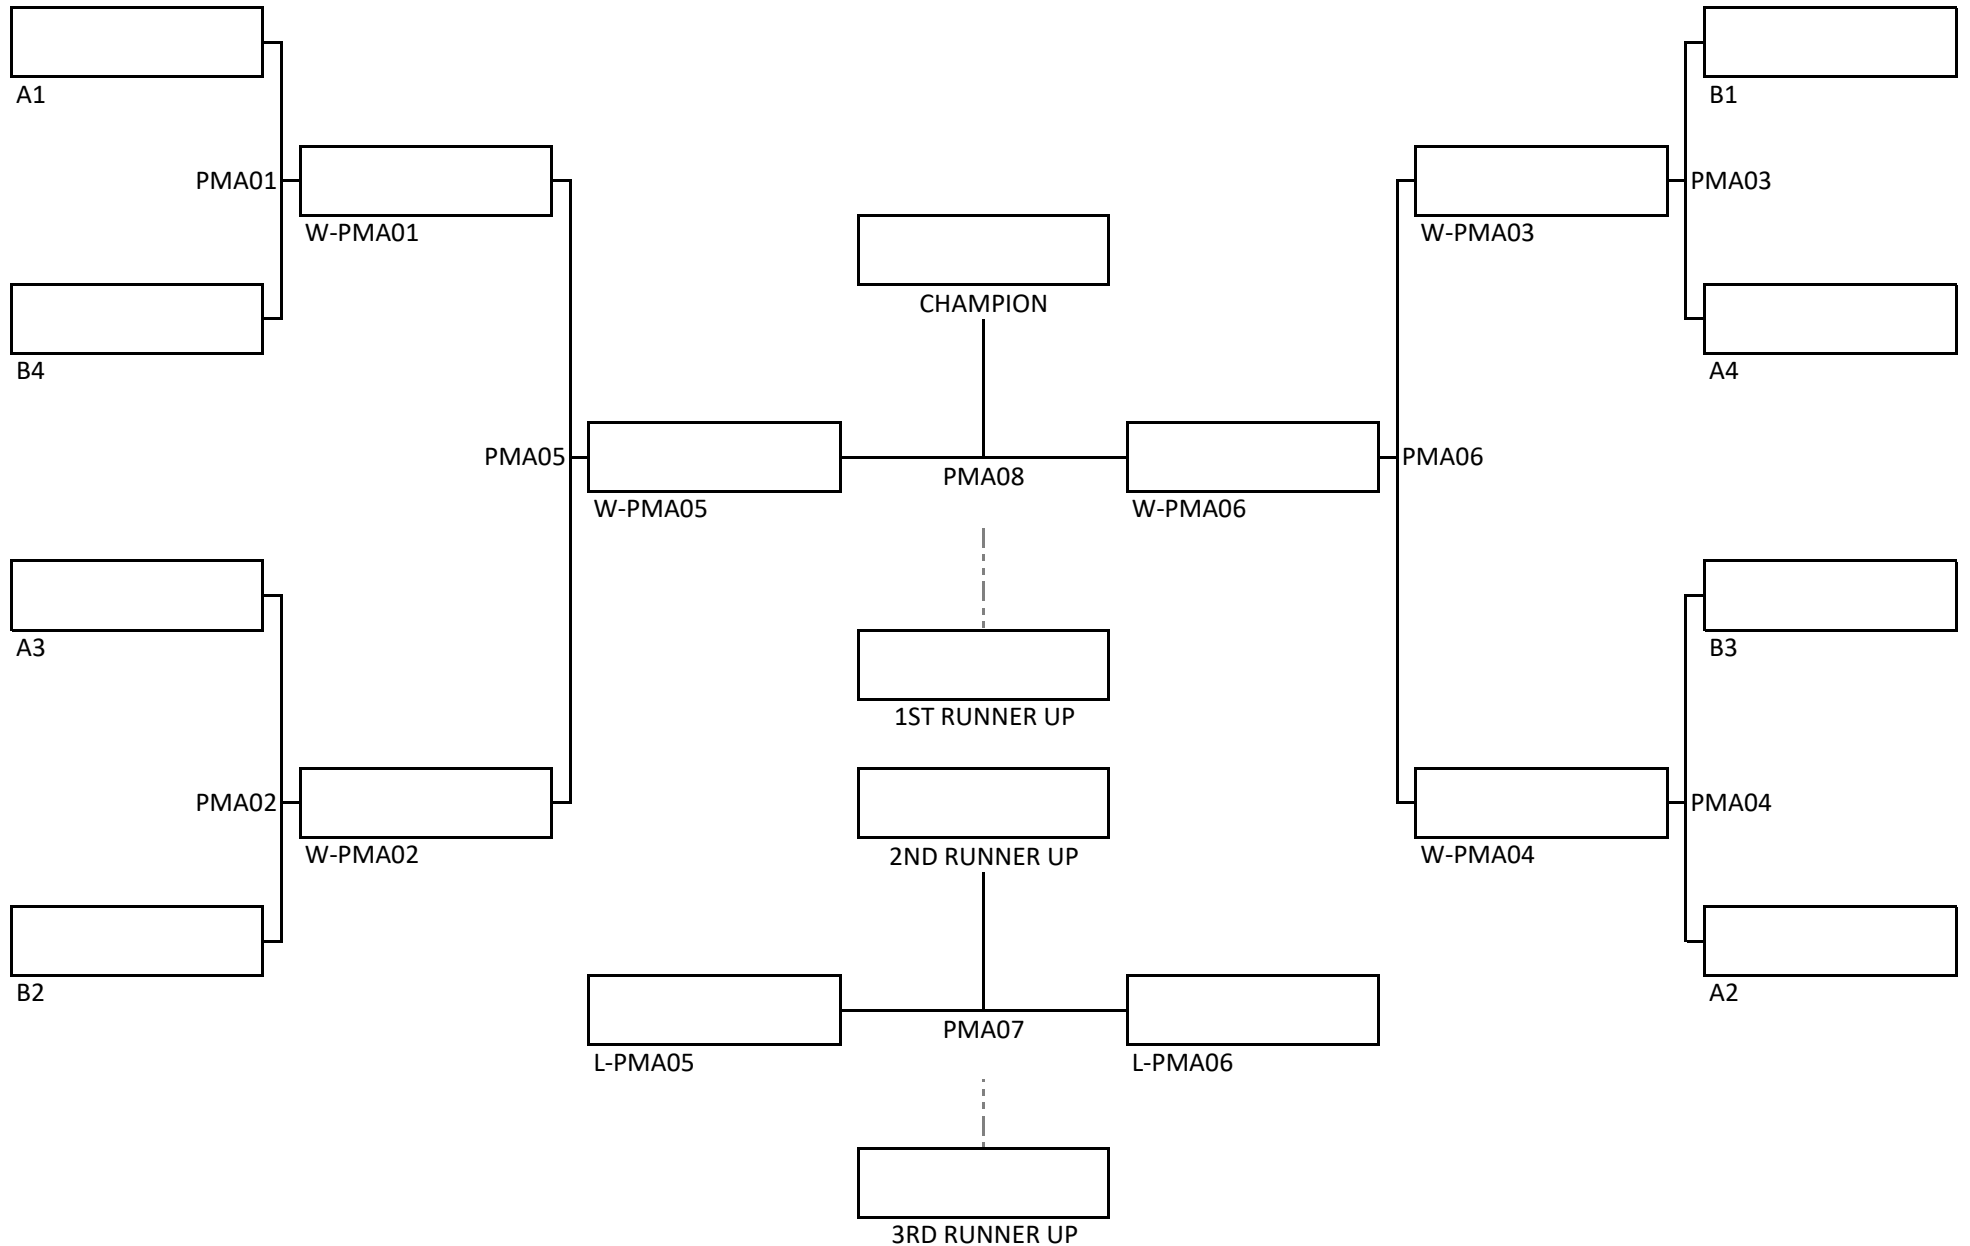 A1
B1
PMA01
PMA03
W-PMA01
W-PMA03
CHAMPION
B4
A4
PMA05
PMA08
PMA06
W-PMA05
W-PMA06
A3
B3
1ST RUNNER UP
PMA02
PMA04
W-PMA02
2ND RUNNER UP
W-PMA04
B2
A2
PMA07
L-PMA05
L-PMA06
3RD RUNNER UP